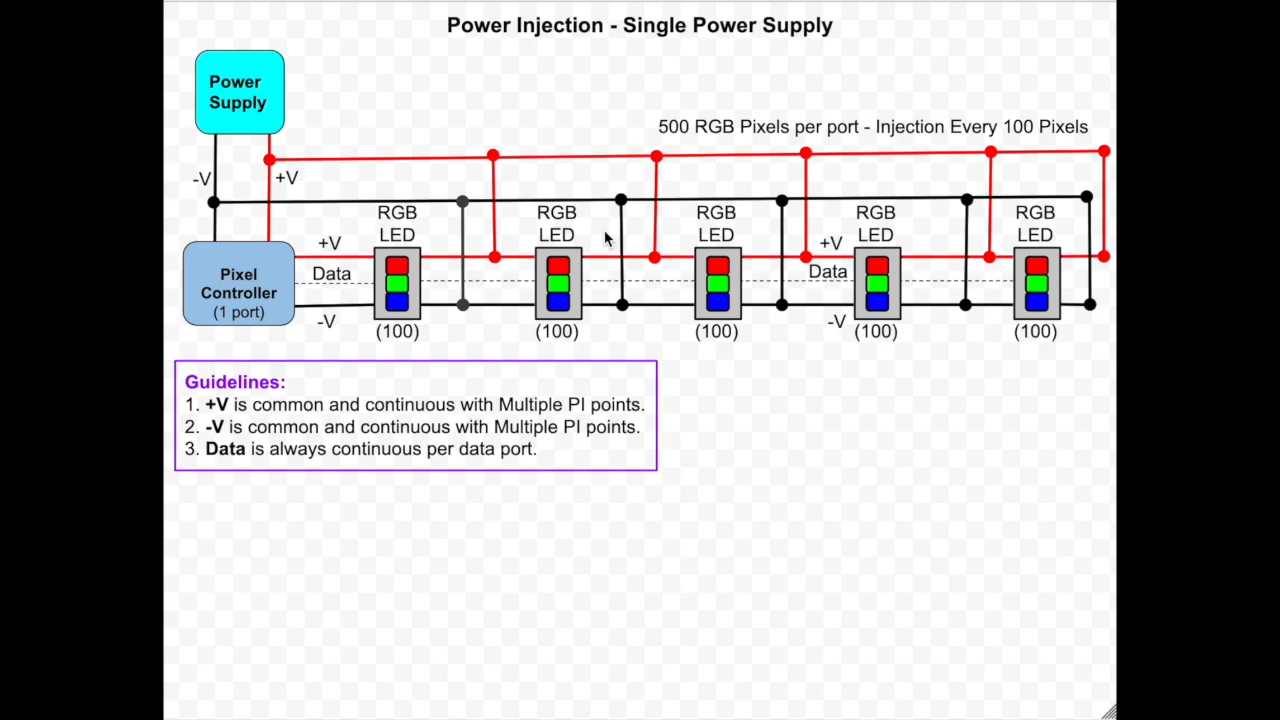 Power Injection - Single Power Supply
Power
Supply
500 RGB Pixels per port - Injection Every 100 Pixels
-V
+V
RGB
LED
RGB
LED
RGB
LED
RGB
LED
RGB
LED
+V
+V
Data
Data
Pixel
Controller
(1 port)
-V
-V
(100)
(100)
(100)
(100)
(100)
Guidelines:
1. +V is common and continuous with Multiple PI points.
2. -V is common and continuous with Multiple PI points.
3. Data is always continuous per data port.